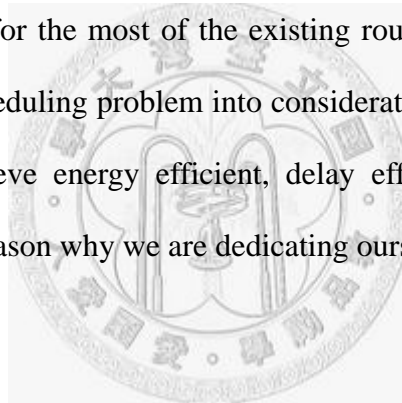 for the most of the existing rou
eduling problem into considerat
eve energy efficient, delay eff
ason why we are dedicating ours